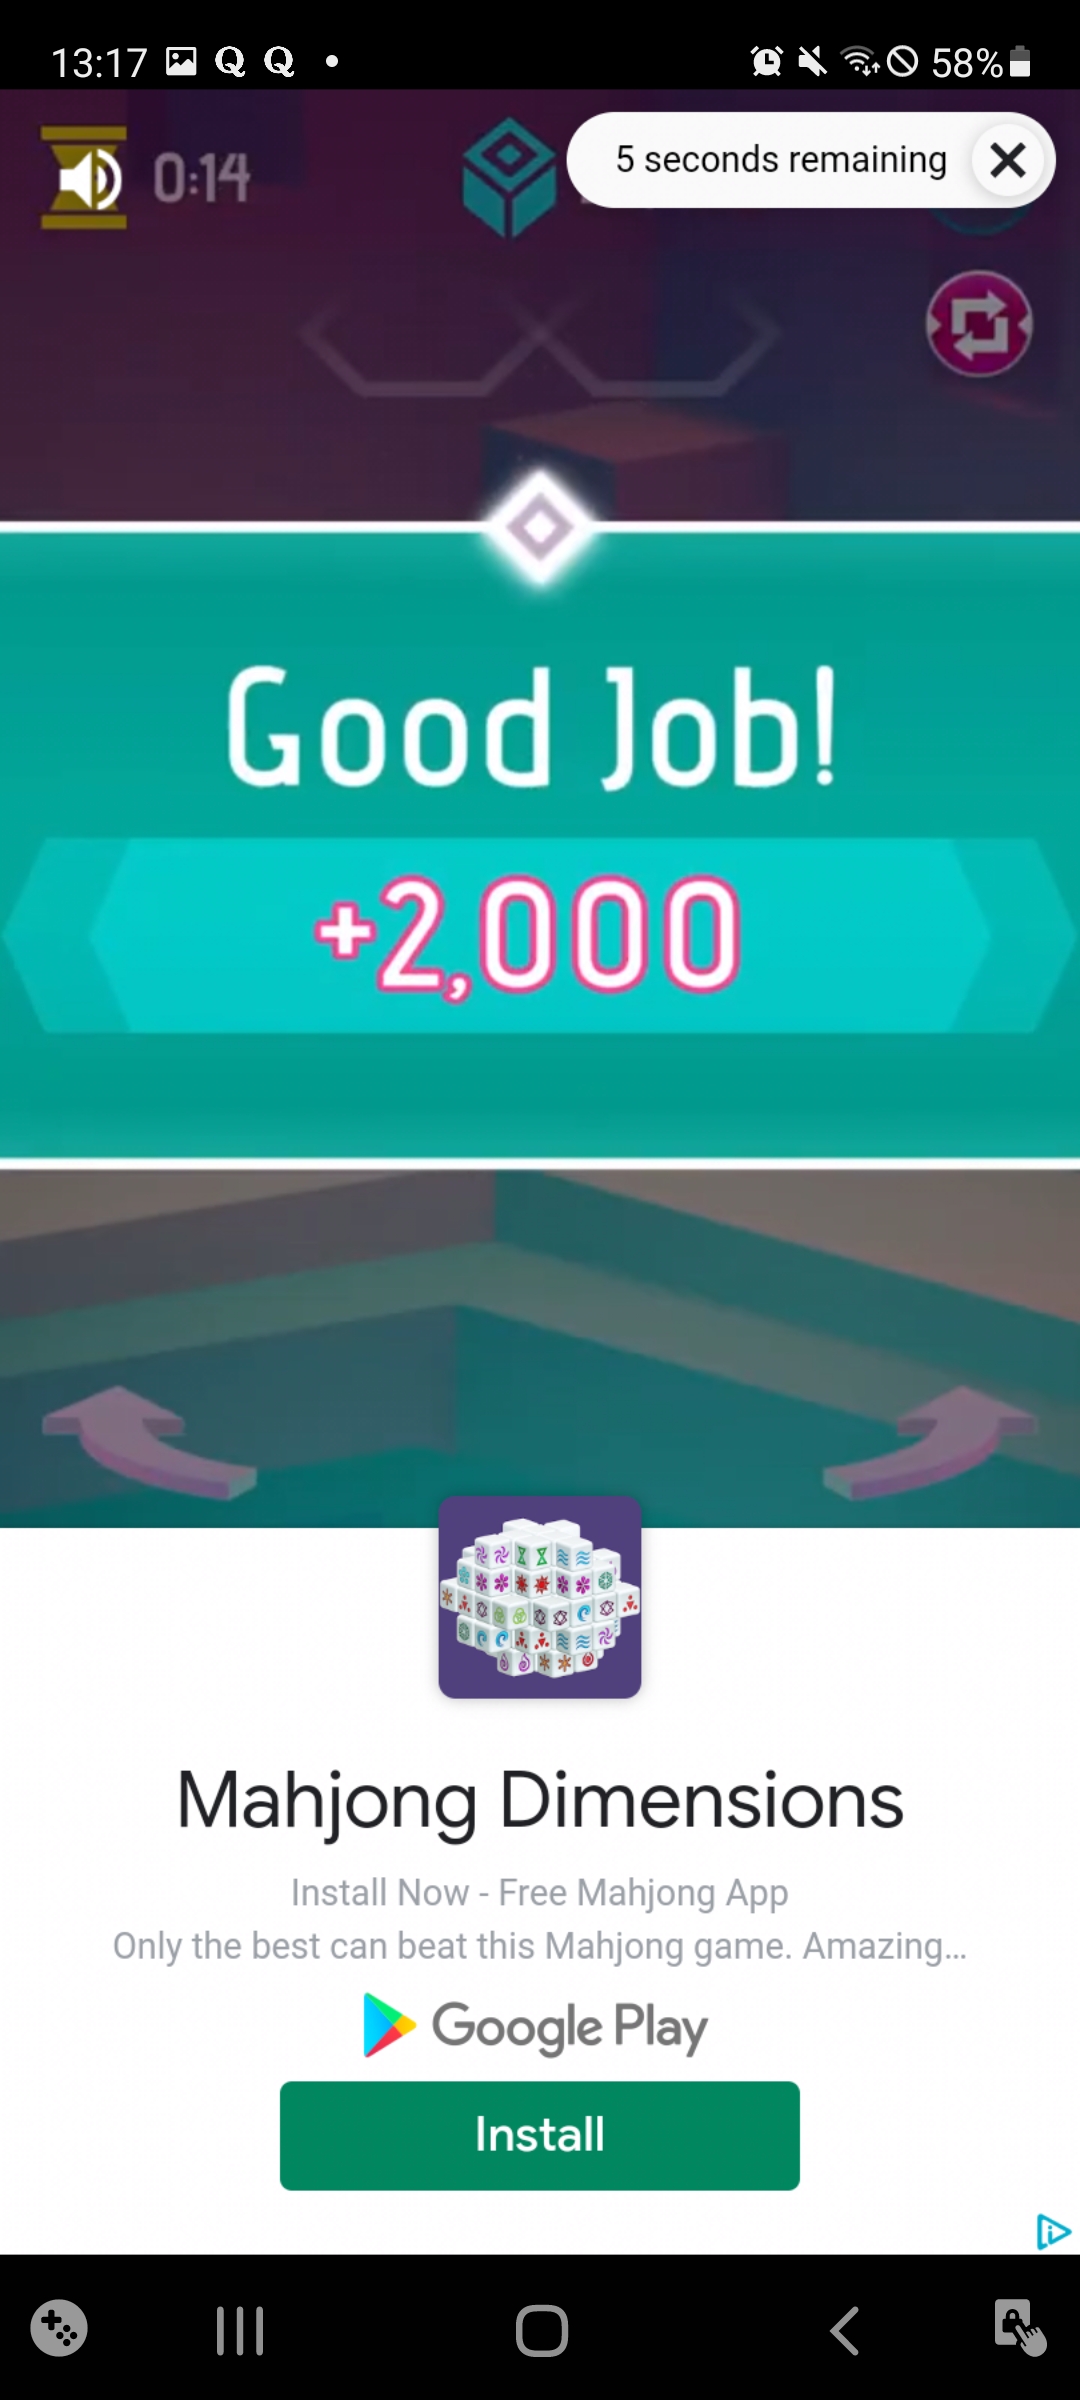 13:17
58%
0:14
5 seconds remaining
Good Job!
+2,000
Mahjong Dimensions
Install Now - Free Mahjong App
Only the best can beat this Mahjong game. Amazing...
Google Play
Install